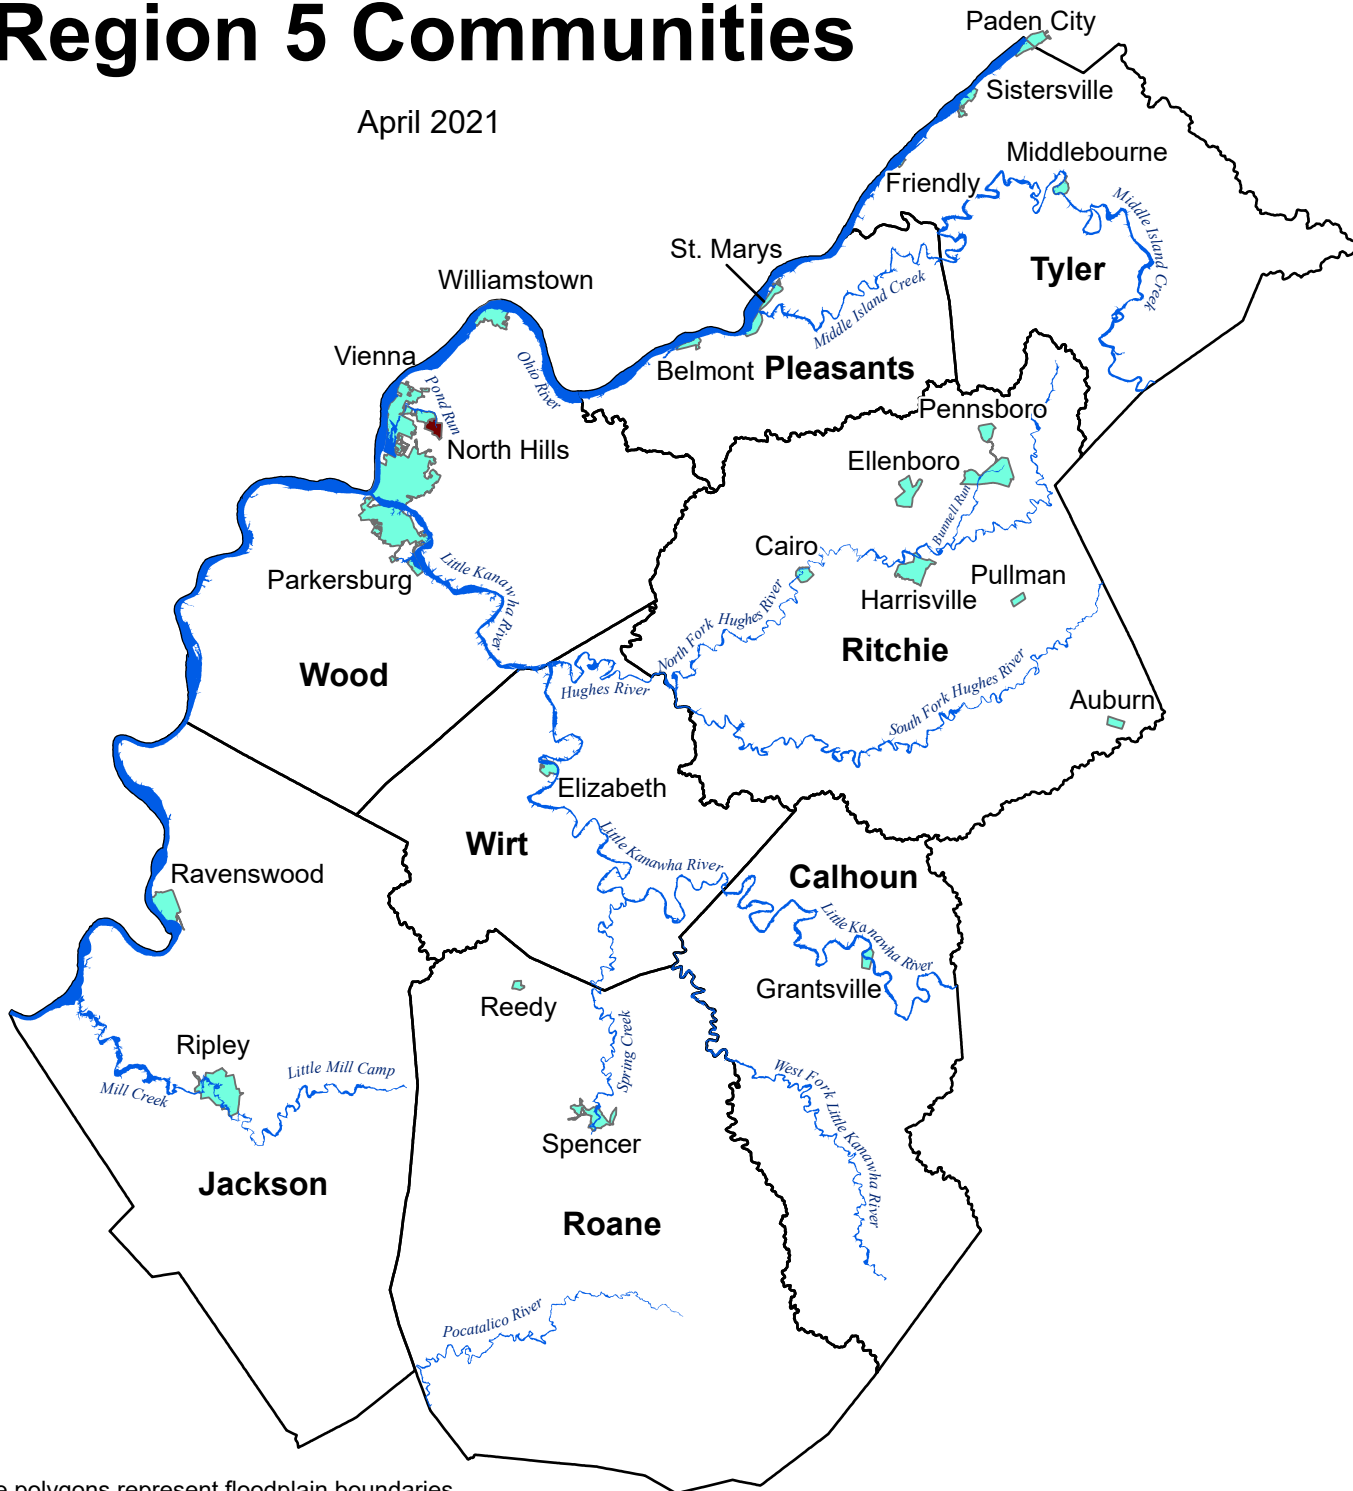 Region 5 Communities
April 2021
Paden City
Sistersville
Middlebourne
Friendly
Middle Island Creek
Tyler
St. Marys
Williamstown
Middle Island Creek
Vienna
Ohio River
Belmont
Pleasants
Pond Run
North Hills
Pennsboro
Ellenboro
Bunnell Run
Cairo
Little Kanawha River
Parkersburg
Pullman
Harrisville
North Fork Hughes River
Ritchie
Wood
Hughes River
South Fork Hughes River
Auburn
Elizabeth
Wirt
Little Kanawha River
Ravenswood
Calhoun
Little Kanawha River
Grantsville
Reedy
Ripley
Spring Creek
Little Mill Camp
Mill Creek
West Fork Little Kanawha River
Spencer
Jackson
Roane
Pocatalico River
polygons represent floodplain boundaries